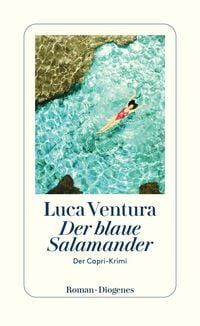 Luca Ventura
Der blaue
Salamander
Der Capri-Krimi
Roman · Diogenes